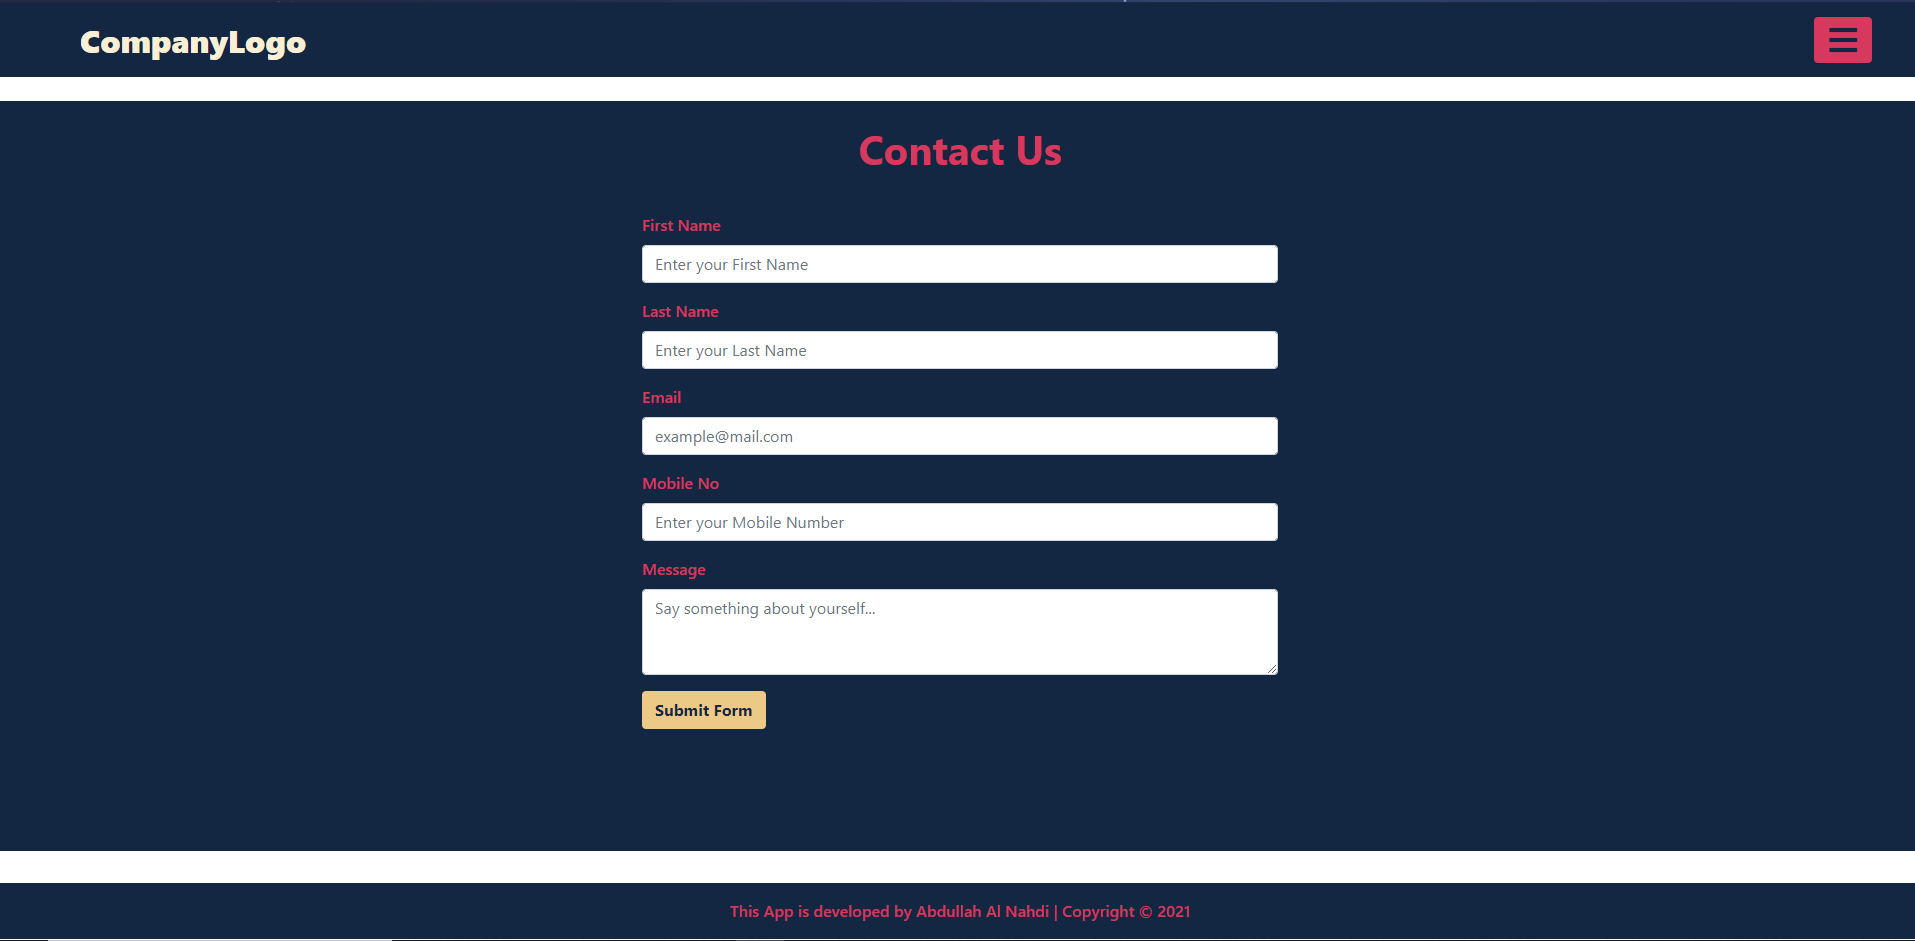 CompanyLogo
Contact Us
First Name
Enter your First Name
Last Name
Enter your Last Name
Email
example@mail.com
Mobile No
Enter your Mobile Number
Message
Say something about yourself...
Submit Form
This App is developed by Abdullah Al Nahdi | Copyright © 2021